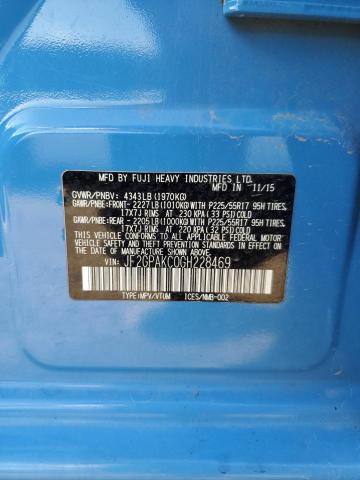 MFD BY FUJI HEAVY INDUSTRIES LTD.
GVWR/PNBV: 4343LB (1970KG) MFD IN 11/15
GAWR/PNBE:FRONT- 2227LB(1010KG)WITH P225/55R17 95H TIRES,
17X7J RIMS AT 230 KPA (33 PSI)COLD
GAWR/PNBE:REAR - 2205LB(1000KG)WITH P225/55R17 95H TIRES,
17X7J RIMS AT 220 KPA (32 PSI)COLD
THIS VEHICLE CONFORMS TO ALL APPLICABLE FEDERAL MOTOR
VEHICLE SAFETY AND THEFT PREVENTION STANDARDS IN EFFECT
ON THE DATE OF MANUFACTURE SHOWN ABOVE.
VIN: JF2GPAKC0GH228469
TYPE:MPV/VTUM ICES/NMB-002